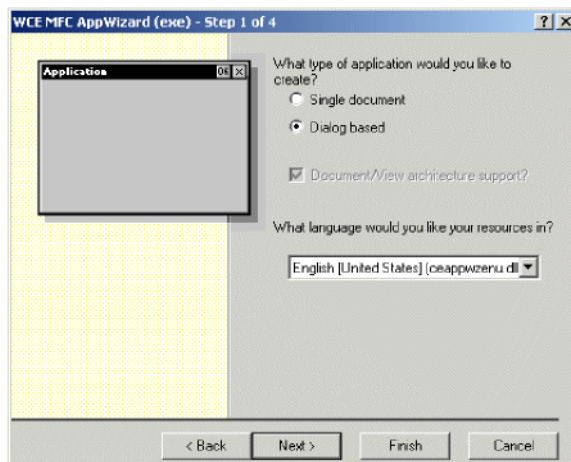 WCE MFC AppWizard (exe) - Step 1 of 4
Application
OK
What type of application would you like to
create?
Single document
Dialog based
Document/View architecture support?
What language would you like your resources in?
English [United States] (ceappwzenu.dll
< Back
Next >
Finish
Cancel